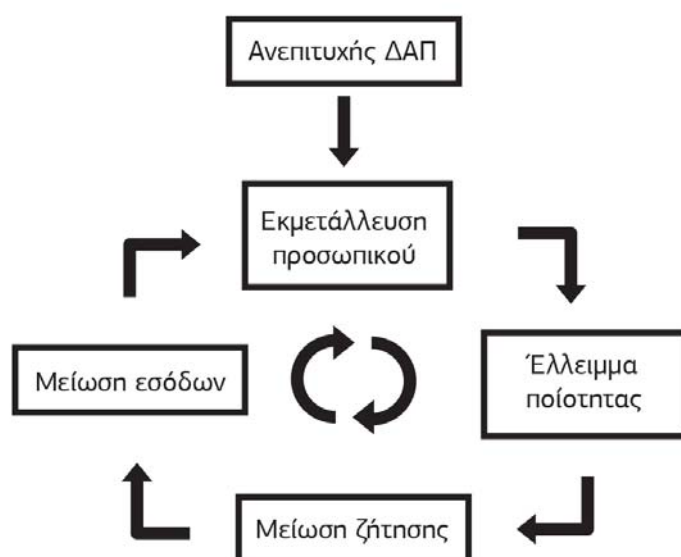 Ανεπιτυχής ΔΑΠ
Εκμετάλλευση
προσωπικού
Έλλειμμα
ποίοτητας
Μείωση ζήτησης
Μείωση εσόδων